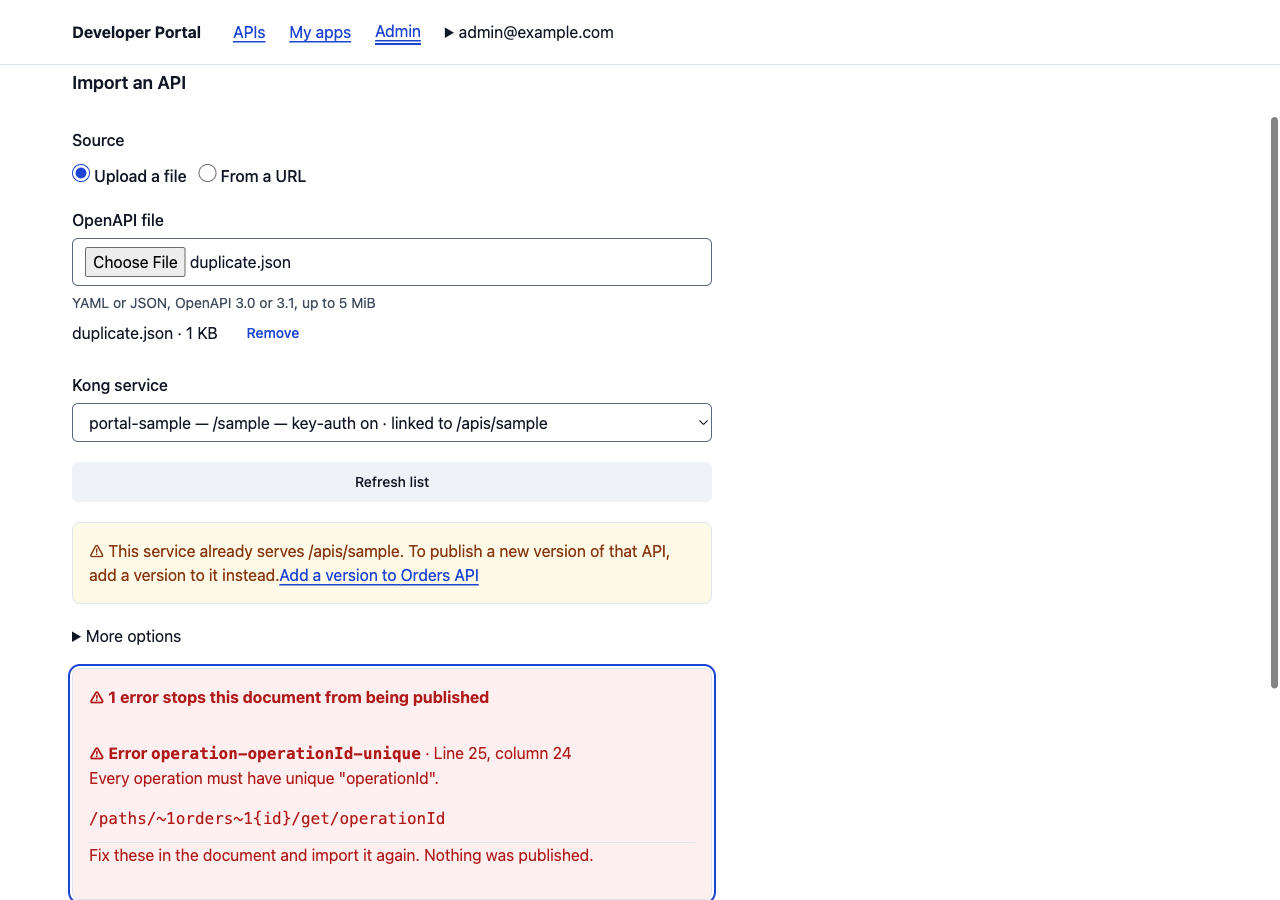 Developer Portal APIs My apps Admin ▶ admin@example.com
Import an API
Source
Upload a file From a URL
OpenAPI file
Choose File duplicate.json
YAML or JSON, OpenAPI 3.0 or 3.1, up to 5 MiB
duplicate.json · 1 KB Remove
Kong service
portal-sample — /sample — key-auth on · linked to /apis/sample
Refresh list
⚠ This service already serves /apis/sample. To publish a new version of that API,
add a version to it instead.Add a version to Orders API
▶ More options
⚠ 1 error stops this document from being published
⚠ Error operation-operationId-unique · Line 25, column 24
Every operation must have unique "operationId".
/paths/~1orders~1{id}/get/operationId
Fix these in the document and import it again. Nothing was published.